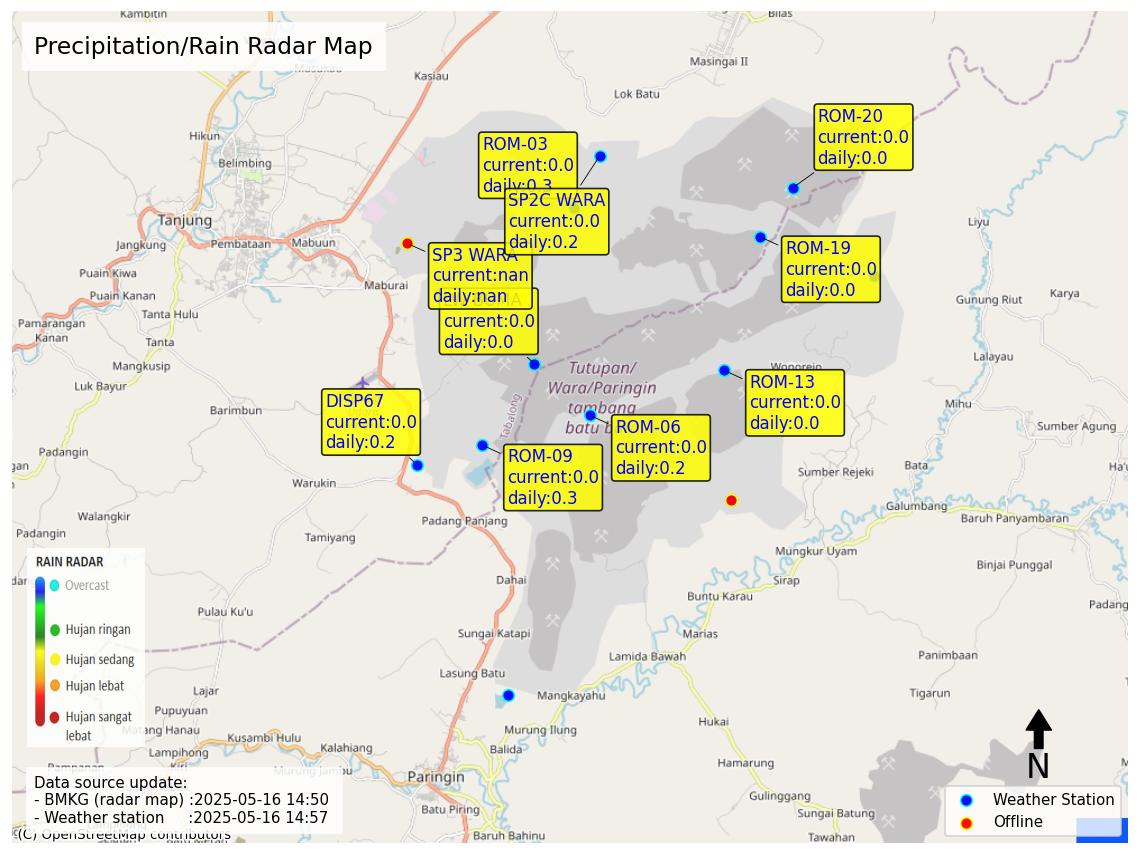 Kambitin
Bilas
Precipitation/Rain Radar Map
Masukau
Kasiau
Masingai II
Lok Batu
Hikun
Belimbing
ROM-03
current:0.0
daily:0.3
ROM-20
current:0.0
daily:0.0
SP2C WARA
current:0.0
daily:0.2
Tanjung
Jangkung
Pembataan
Mabuun
Liyu
SP3 WARA
current:nan
daily:nan
ROM-19
current:0.0
daily:0.0
Puain Kiwa
Puain Kanan
Maburai
Tanta Hulu
current:0.0
daily:0.0
Gunung Riut
Karya
Pamarangan
Kanan
Tanta
Mangkusip
Luk Bayur
Lalayau
Wonorejo
Tutupan/
Wara/Paringin
tambang
batu b
Tabalong
ROM-13
current:0.0
daily:0.0
DISP67
current:0.0
daily:0.2
Barimbun
Mihu
ROM-06
current:0.0
daily:0.2
Sumber Agung
Padangin
ROM-09
current:0.0
daily:0.3
Warukin
Sumber Rejeki
Bata
Galumbang
Baruh Panyambaran
Walangkir
Padangin
Padang Panjang
Tamiyang
Mungkur Uyam
Binjai Punggal
RAIN RADAR
Overcast
Hujan ringan
Hujan sedang
Hujan lebat
Hujan sangat
lebat
Dahai
Sirap
Buntu Karau
Padang
Pulau Ku'u
Sungai Katapi
Marias
Lamida Bawah
Panimbaan
Lasung Batu
Lajar
Mangkayahu
Tigarun
Pupuyuan
Matang Hanau
Murung Ilung
Hukai
Kusambi Hulu
Lampihong
Kiri
Kalahiang
Balida
Hamarung
Pampanan
Murung Jambu
Paringin
N
Data source update:
- BMKG (radar map) :2025-05-16 14:50
- Weather station :2025-05-16 14:57
Gulinggang
Weather Station
Offline
Batu Piring
Sungai Batung
Baruh Bahinu
Tawahan
(C) OpenStreetMap contributors